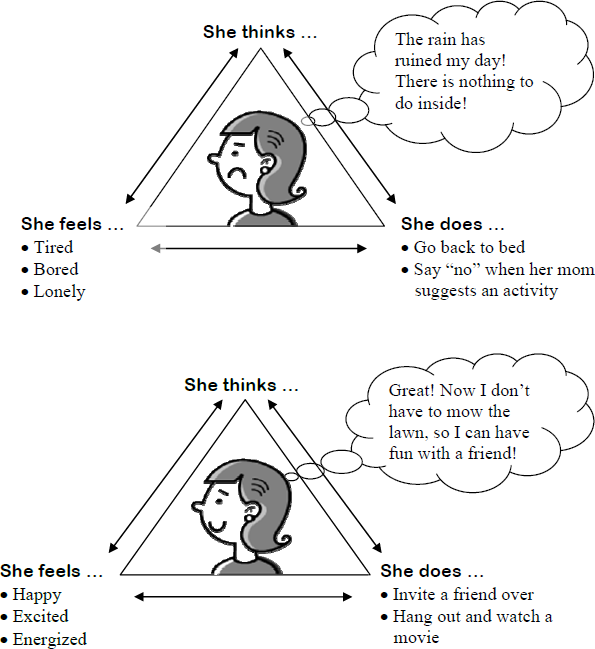 She thinks …
The rain has
ruined my day!
There is nothing to
do inside!
She feels …
• Tired
• Bored
• Lonely
She does …
• Go back to bed
• Say “no” when her mom
suggests an activity
She thinks …
Great! Now I don’t
have to mow the
lawn, so I can have
fun with a friend!
She feels …
• Happy
• Excited
• Energized
She does …
• Invite a friend over
• Hang out and watch a
movie